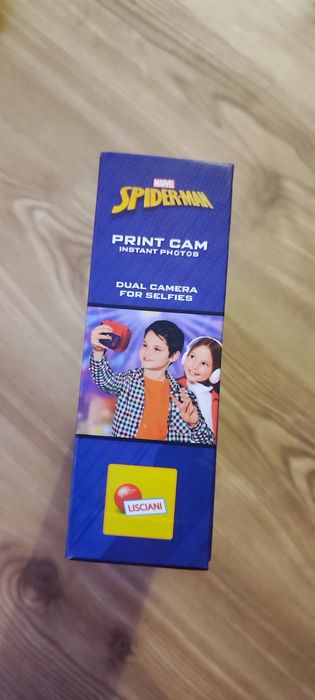 MARVEL
SPIDER-MAN
PRINT CAM
INSTANT PHOTOS
DUAL CAMERA
FOR SELFIES
LISCIANI